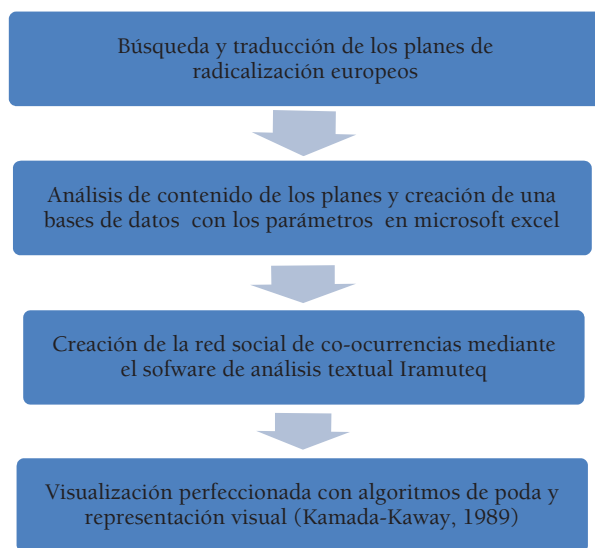 Búsqueda y traducción de los planes de
radicalización europeos
Análisis de contenido de los planes y creación de una
bases de datos con los parámetros en microsoft excel
Creación de la red social de co-ocurrencias mediante
el sofware de análisis textual Iramuteq
Visualización perfeccionada con algoritmos de poda y
representación visual (Kamada-Kaway, 1989)